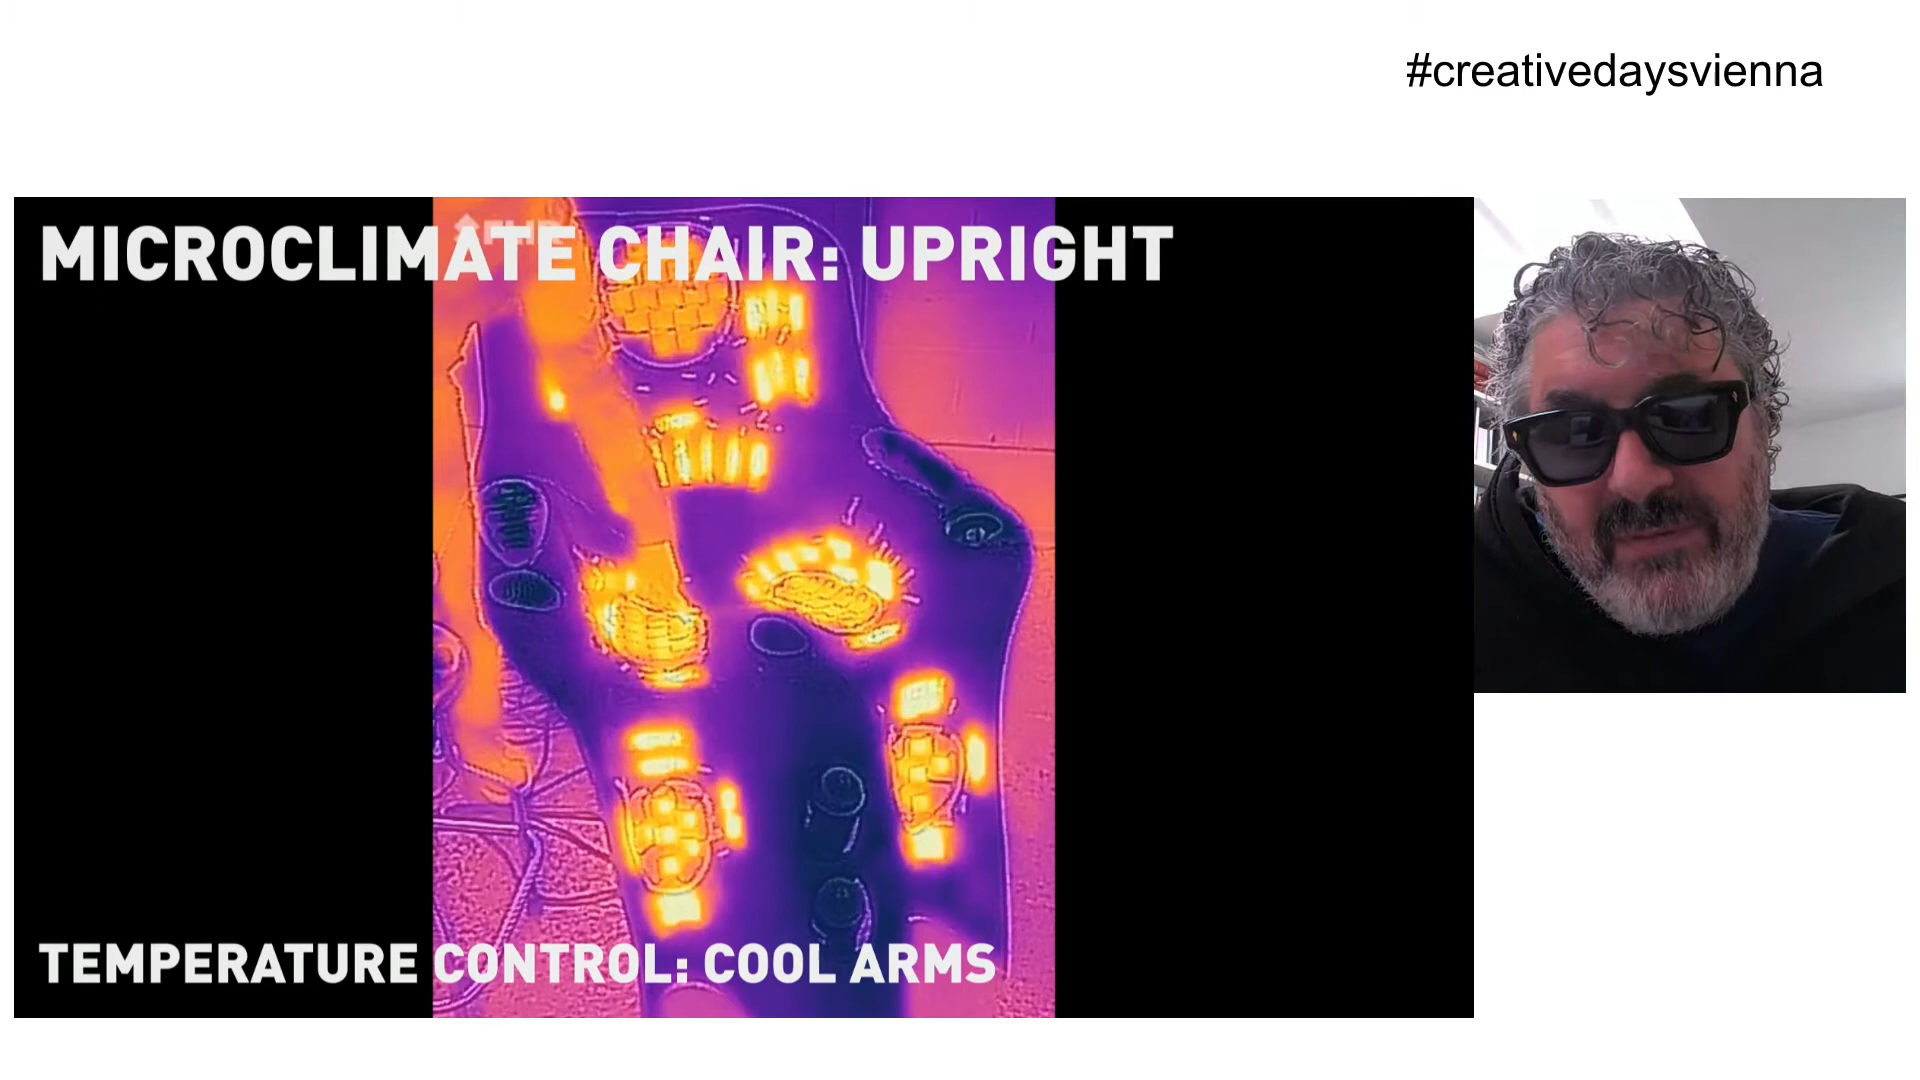 #creativedaysvienna
MICROCLIMATE CHAIR: UPRIGHT
TEMPERATURE CONTROL: COOL ARMS